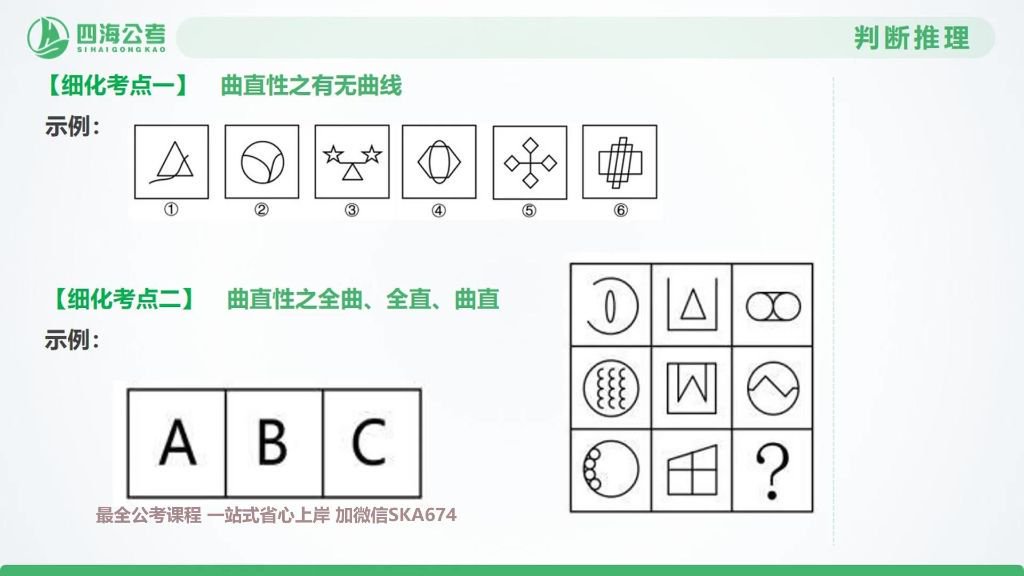 四海公考
SIHAIGONGKAO
判断推理
【细化考点一】 曲直性之有无曲线
示例：
① ② ③ ④ ⑤ ⑥
【细化考点二】 曲直性之全曲、全直、曲直
示例：
A B C
?
最全公考课程 一站式省心上岸 加微信SKA674